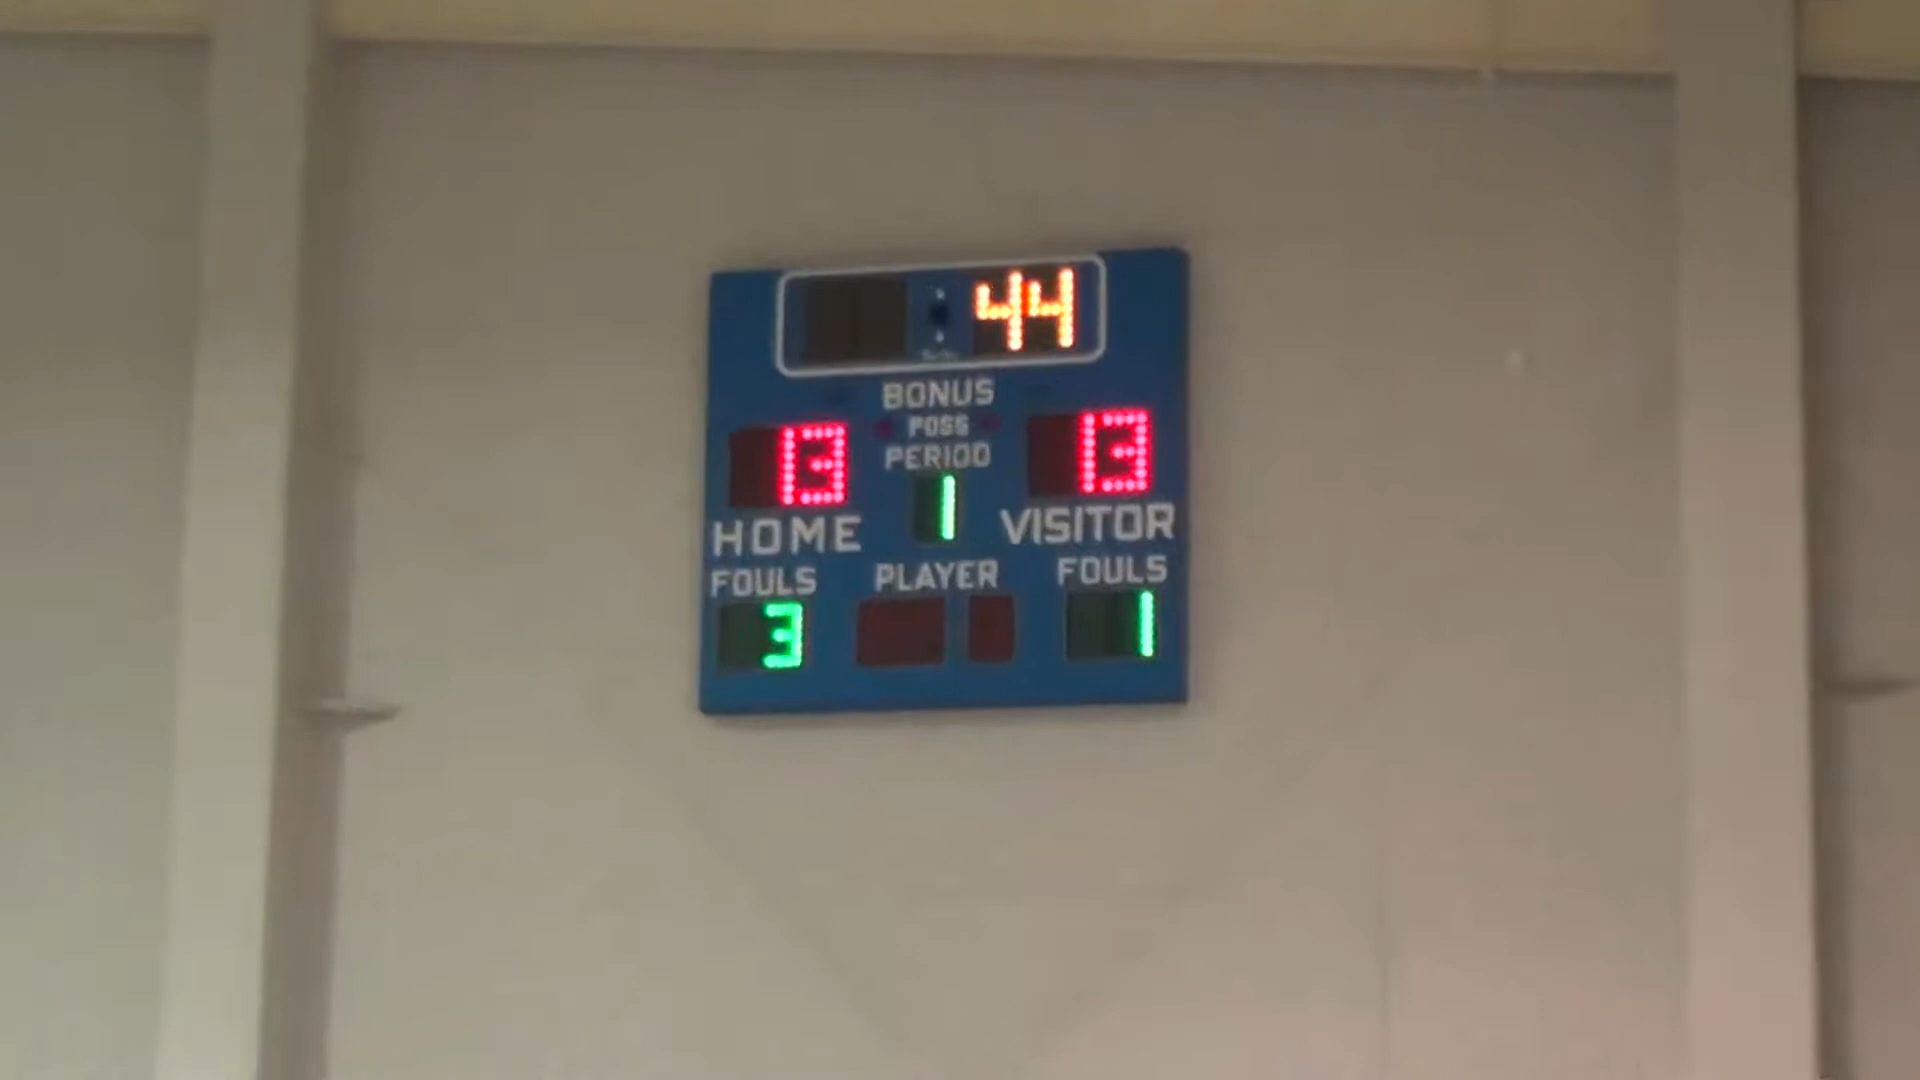 44
BONUS
POSS
PERIOD
13 1 13
HOME VISITOR
FOULS PLAYER FOULS
3 1